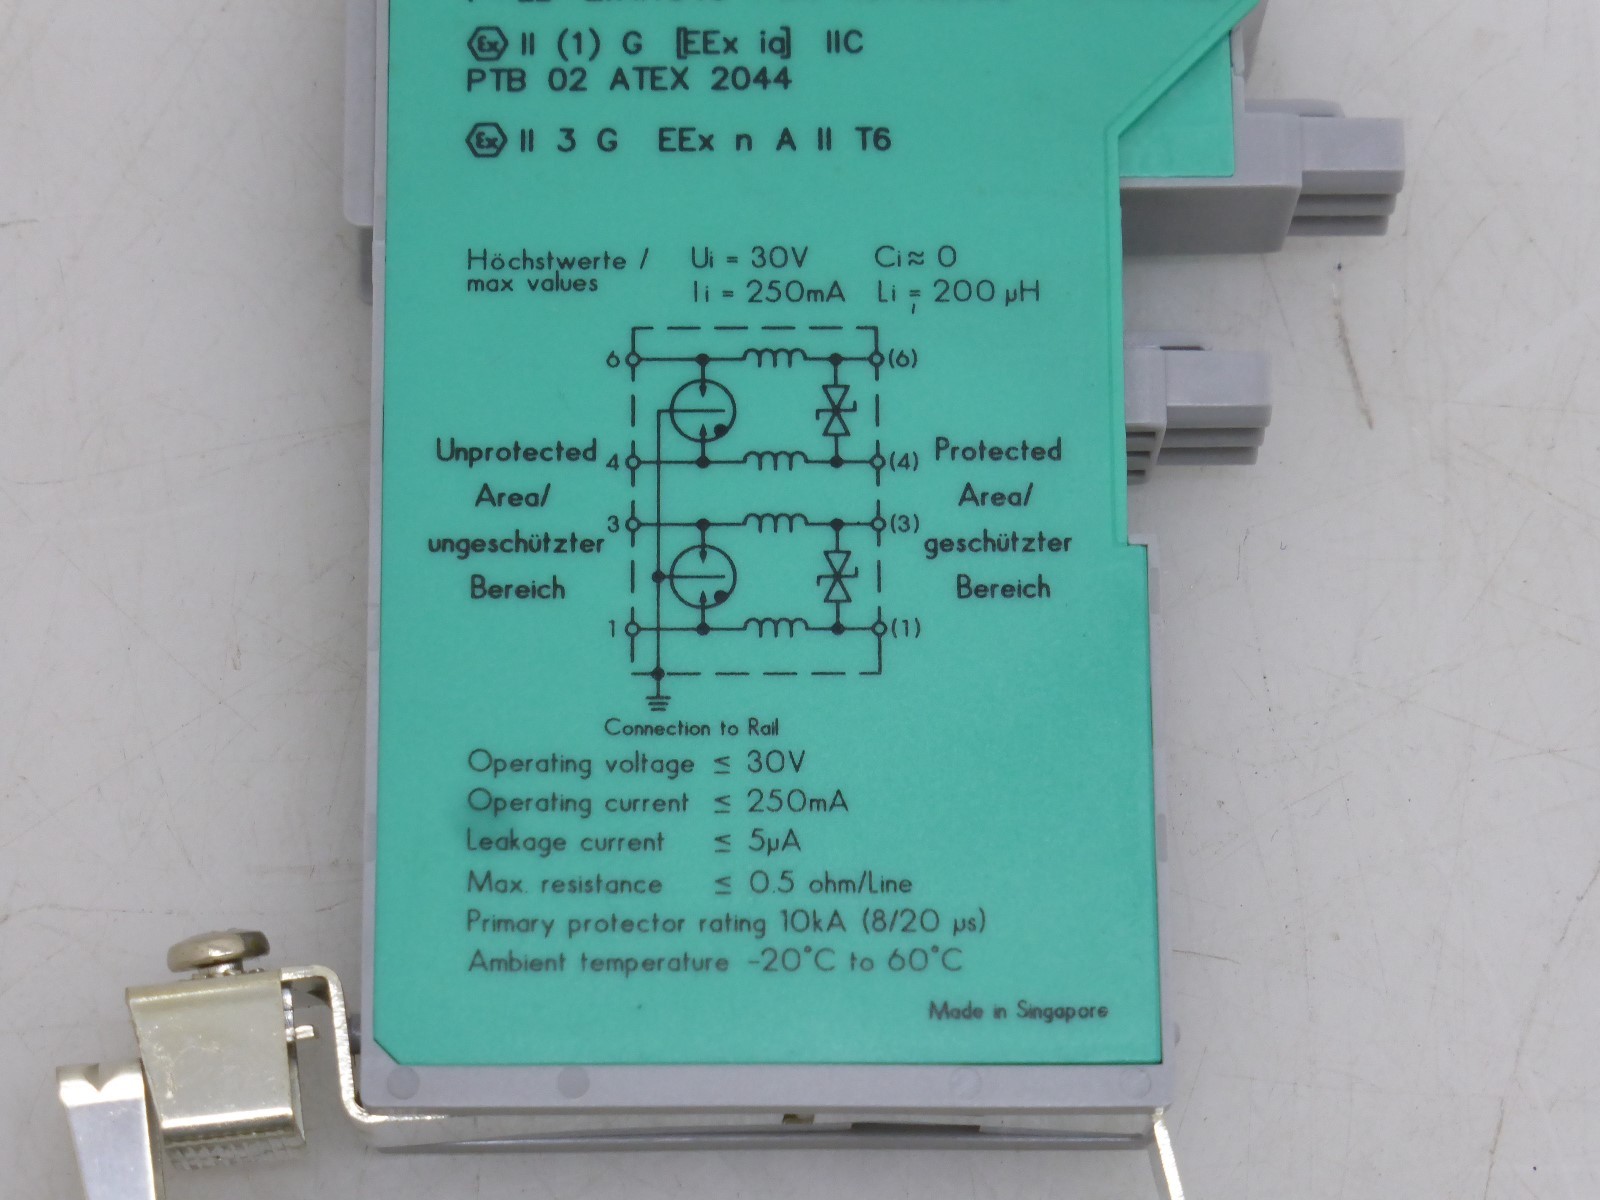 Ex II (1) G [EEx ia] IIC
PTB 02 ATEX 2044
Ex II 3 G EEx n A II T6
Höchstwerte / Ui = 30V Ci ≈ 0
max values Ii = 250mA Li = 200 µH
6 (6)
4 (4)
3 (3)
1 (1)
Unprotected
Area/
ungeschützter
Bereich
Protected
Area/
geschützter
Bereich
Connection to Rail
Operating voltage ≤ 30V
Operating current ≤ 250mA
Leakage current ≤ 5µA
Max. resistance ≤ 0.5 ohm/Line
Primary protector rating 10kA (8/20 µs)
Ambient temperature -20°C to 60°C
Made in Singapore